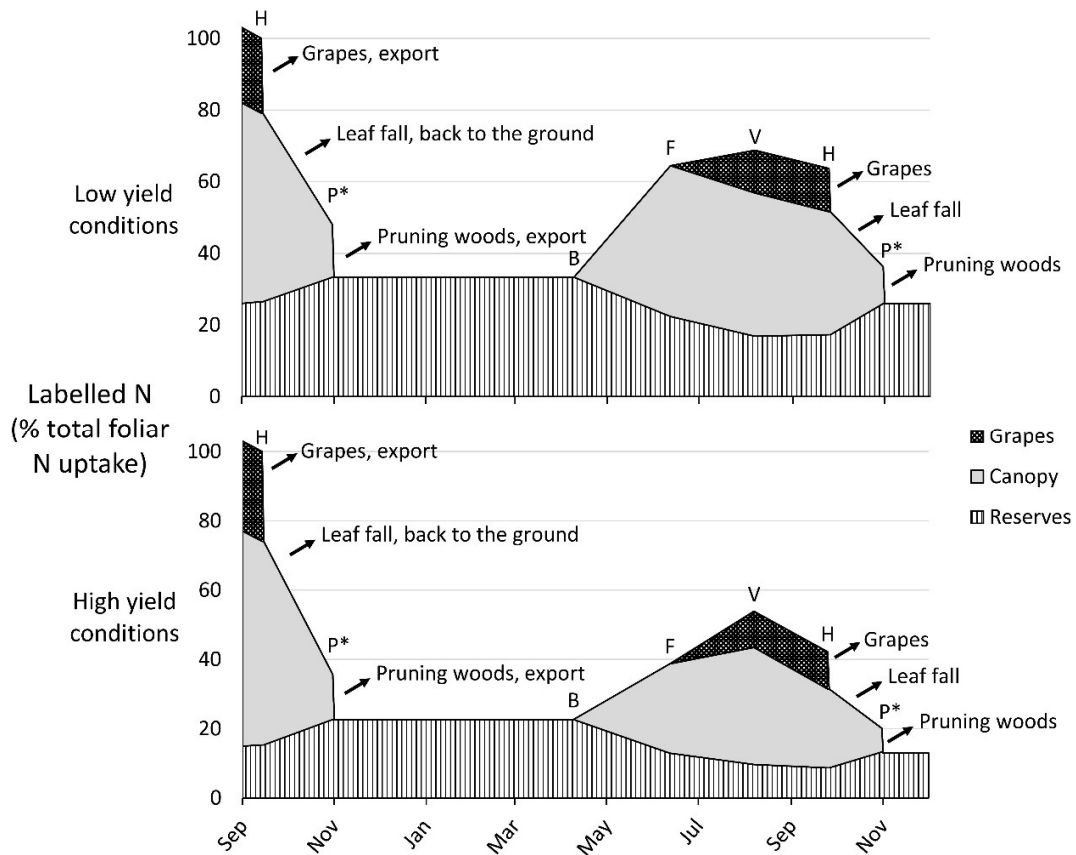 H
100
Grapes, export
80
Leaf fall, back to the ground
F
V
H
Low yield
conditions
60
Grapes
P*
Leaf fall
40
Pruning woods, export
B
P*
Pruning woods
20
0
Labelled N
(% total foliar
N uptake)
H
100
Grapes, export
Grapes
Canopy
Reserves
80
Leaf fall, back to the ground
High yield
conditions
60
V
P*
H
Grapes
40
F
Pruning woods, export
Leaf fall
B
P*
20
Pruning woods
0
Sep
Nov
Jan
Mar
May
Jul
Sep
Nov